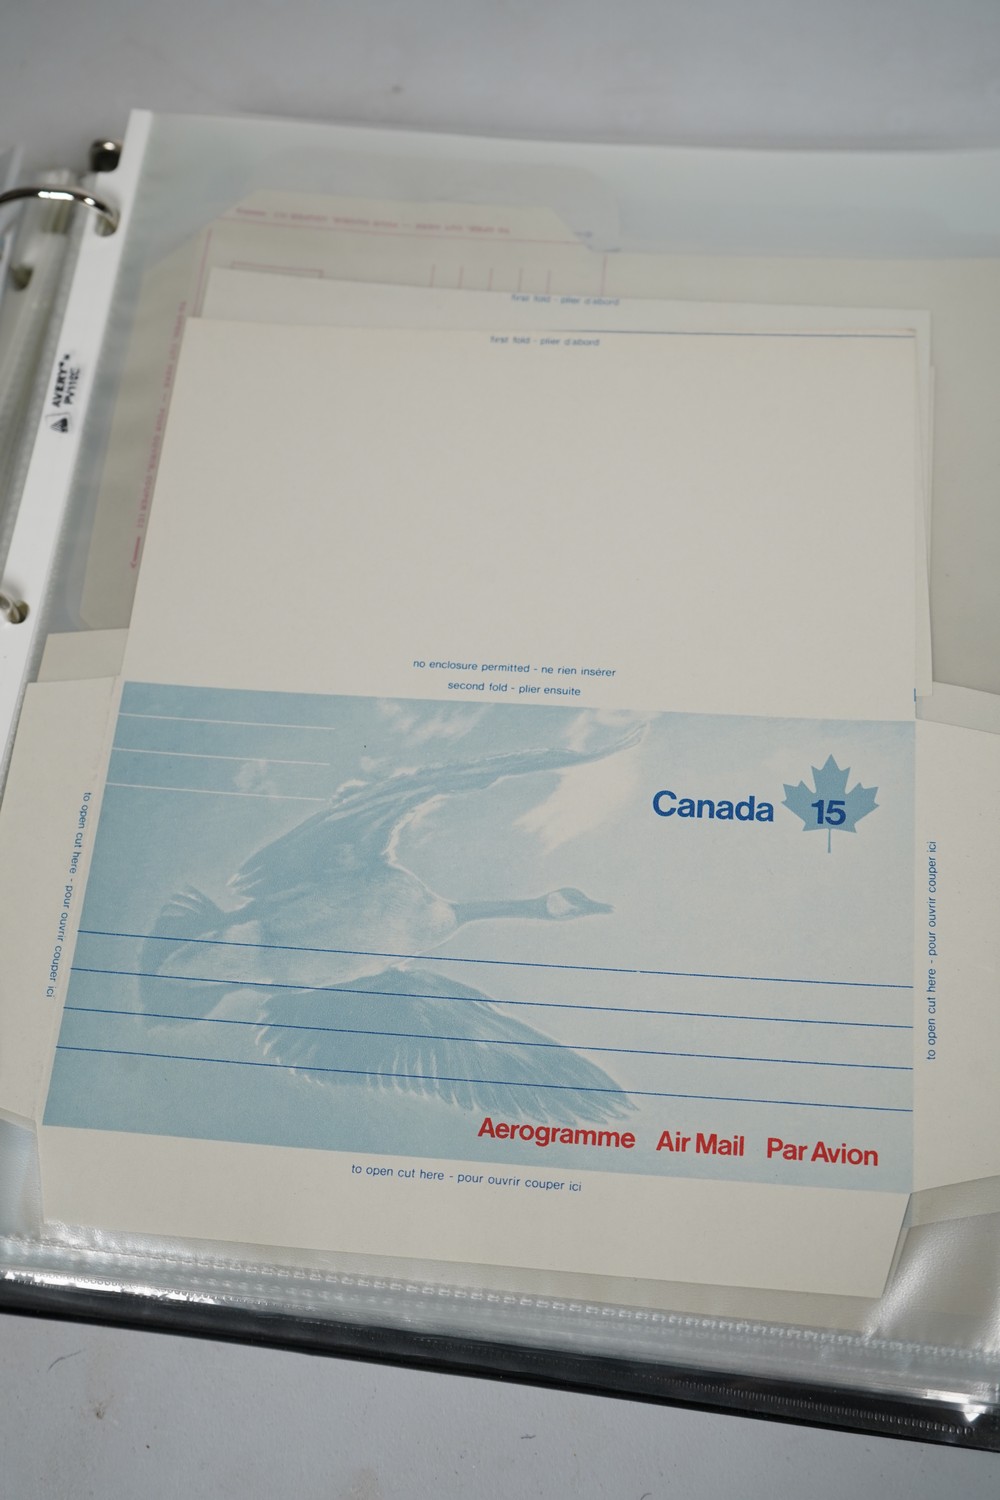 first fold - plier d'abord
first fold - plier d'abord
AVERY
PV119C
no enclosure permitted - ne rien insérer
second fold - plier ensuite
Canada 15
to open cut here - pour ouvrir couper ici
to open cut here - pour ouvrir couper ici
Aerogramme Air Mail Par Avion
to open cut here - pour ouvrir couper ici